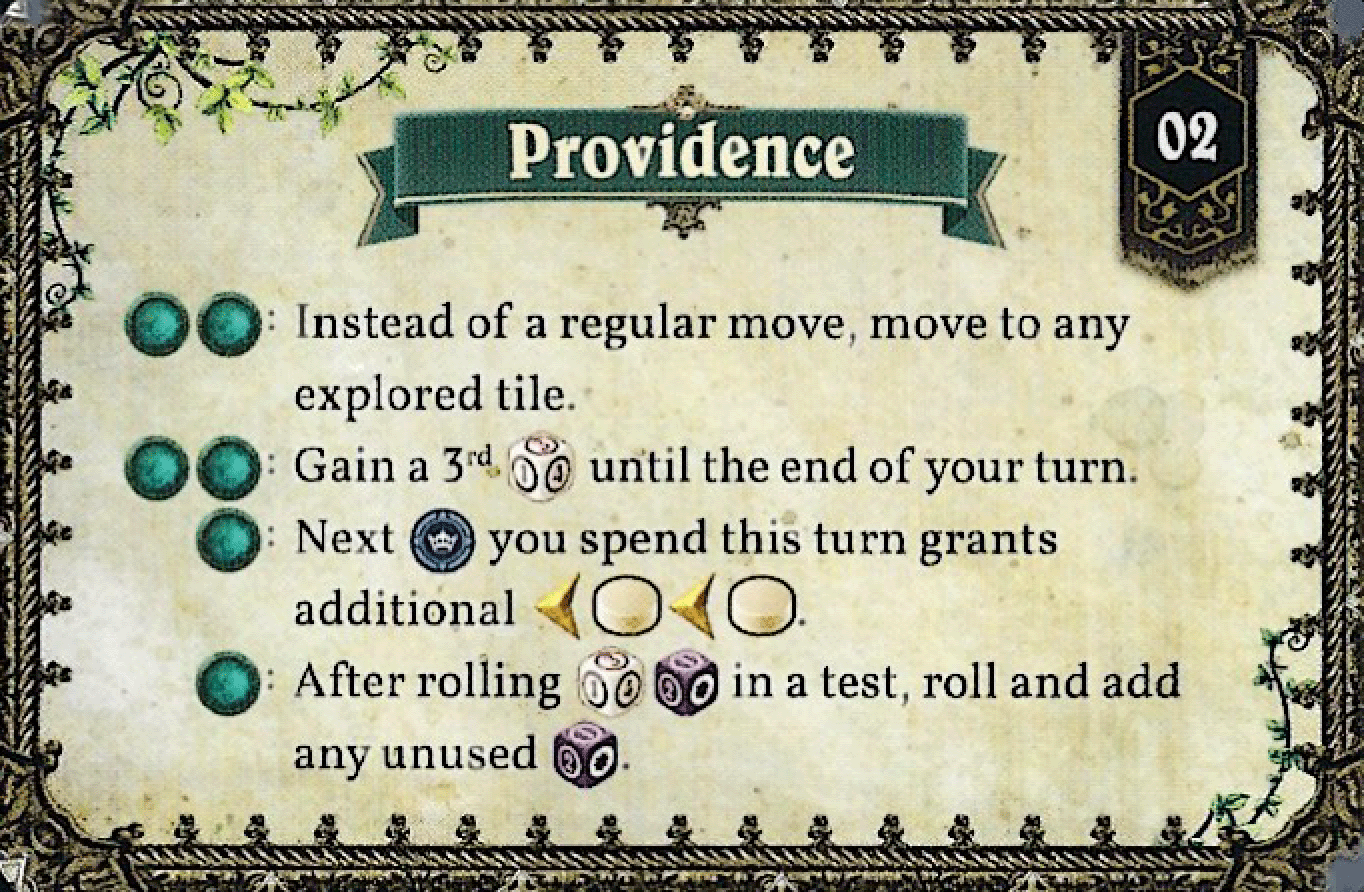 Providence
02
: Instead of a regular move, move to any
explored tile.
: Gain a 3rd until the end of your turn.
: Next you spend this turn grants
additional .
: After rolling in a test, roll and add
any unused .